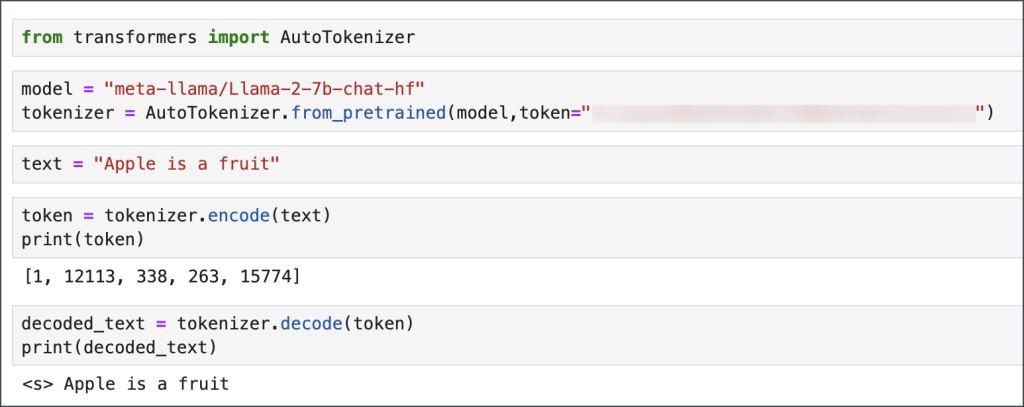 from transformers import AutoTokenizer
model = "meta-llama/Llama-2-7b-chat-hf"
tokenizer = AutoTokenizer.from_pretrained(model,token="")
text = "Apple is a fruit"
token = tokenizer.encode(text)
print(token)
[1, 12113, 338, 263, 15774]
decoded_text = tokenizer.decode(token)
print(decoded_text)
<s> Apple is a fruit